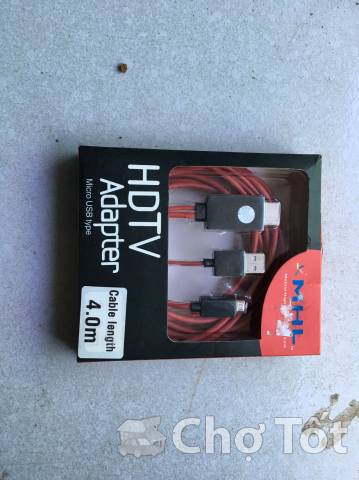 HDTV
Adapter
Micro USB type
Cable length
4.0m
MHL
Chợ Tốt